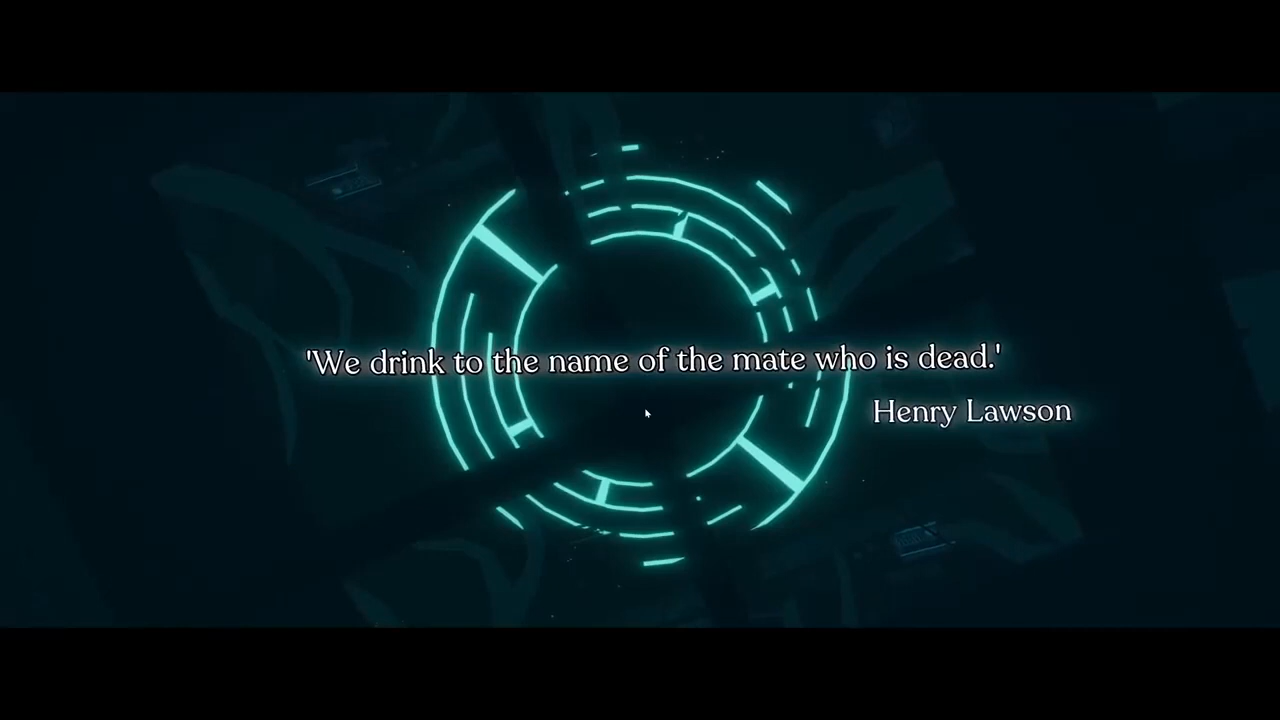 'We drink to the name of the mate who is dead.'
Henry Lawson